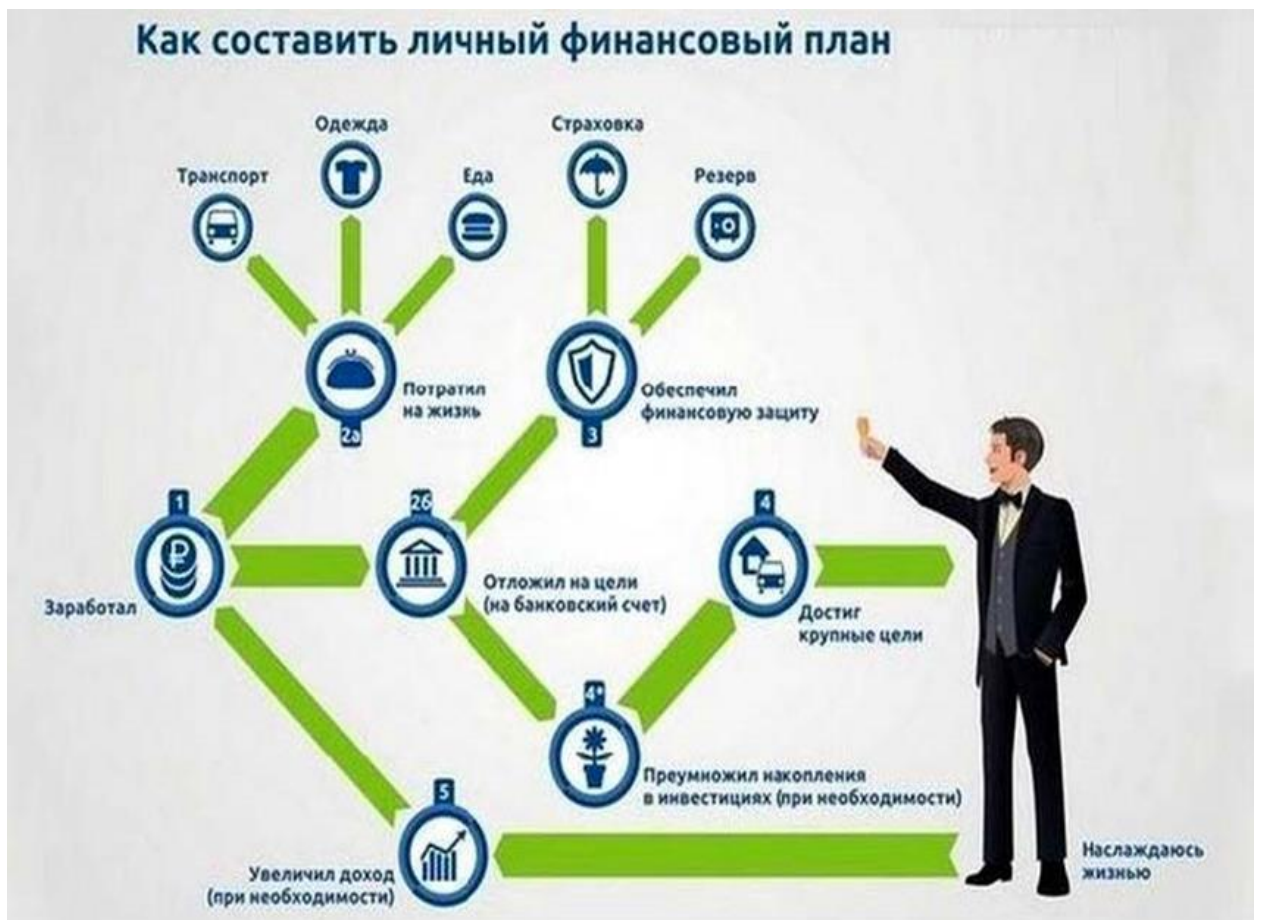 Как составить личный финансовый план
Одежда
Страховка
Транспорт
Еда
Резерв
Потратил
на жизнь
2а
Обеспечил
финансовую защиту
3
1
2б
4
Заработал
Отложил на цели
(на банковский счет)
Достиг
крупные цели
4*
Преумножил накопления
в инвестициях (при необходимости)
5
Увеличил доход
(при необходимости)
Наслаждаюсь
жизнью